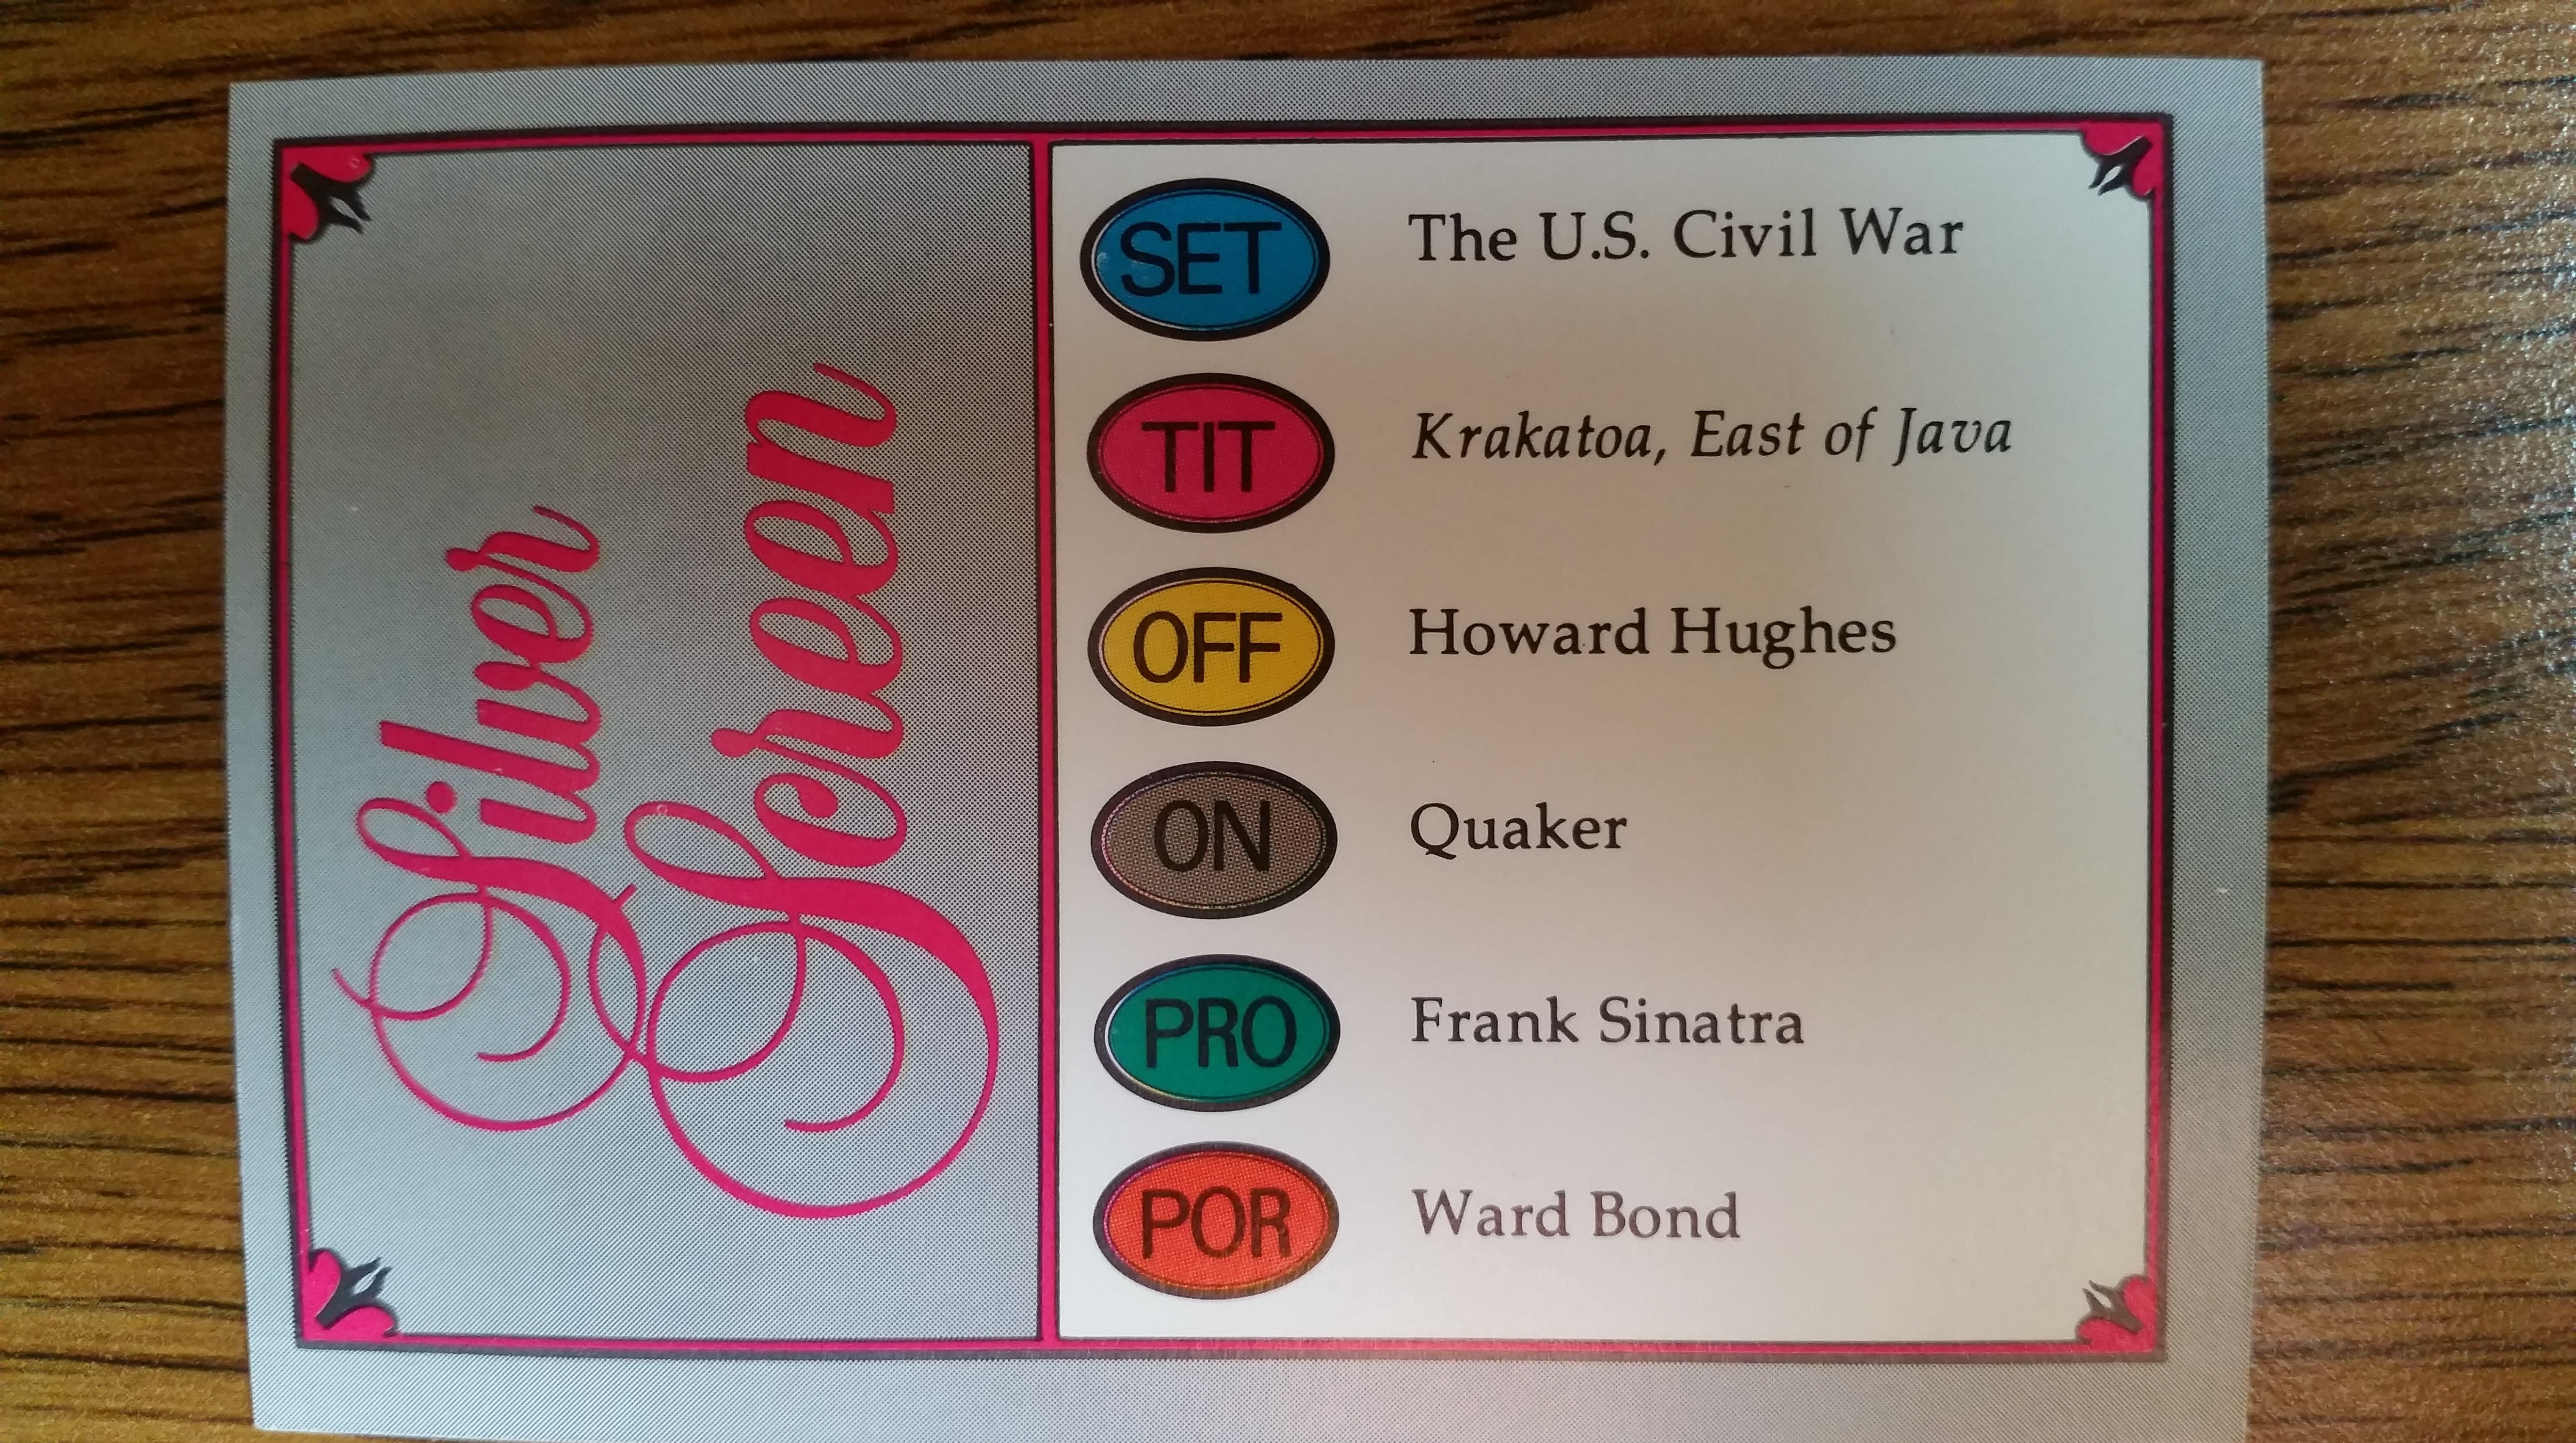 Silver
Screen
SET The U.S. Civil War
TIT Krakatoa, East of Java
OFF Howard Hughes
ON Quaker
PRO Frank Sinatra
POR Ward Bond